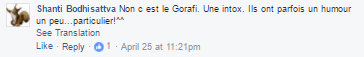 Shanti Bodhisattva Non c est le Gorafi. Une intox. Ils ont parfois un humour
un peu...particulier!^^
See Translation
Like · Reply · 1 · April 25 at 11:21pm